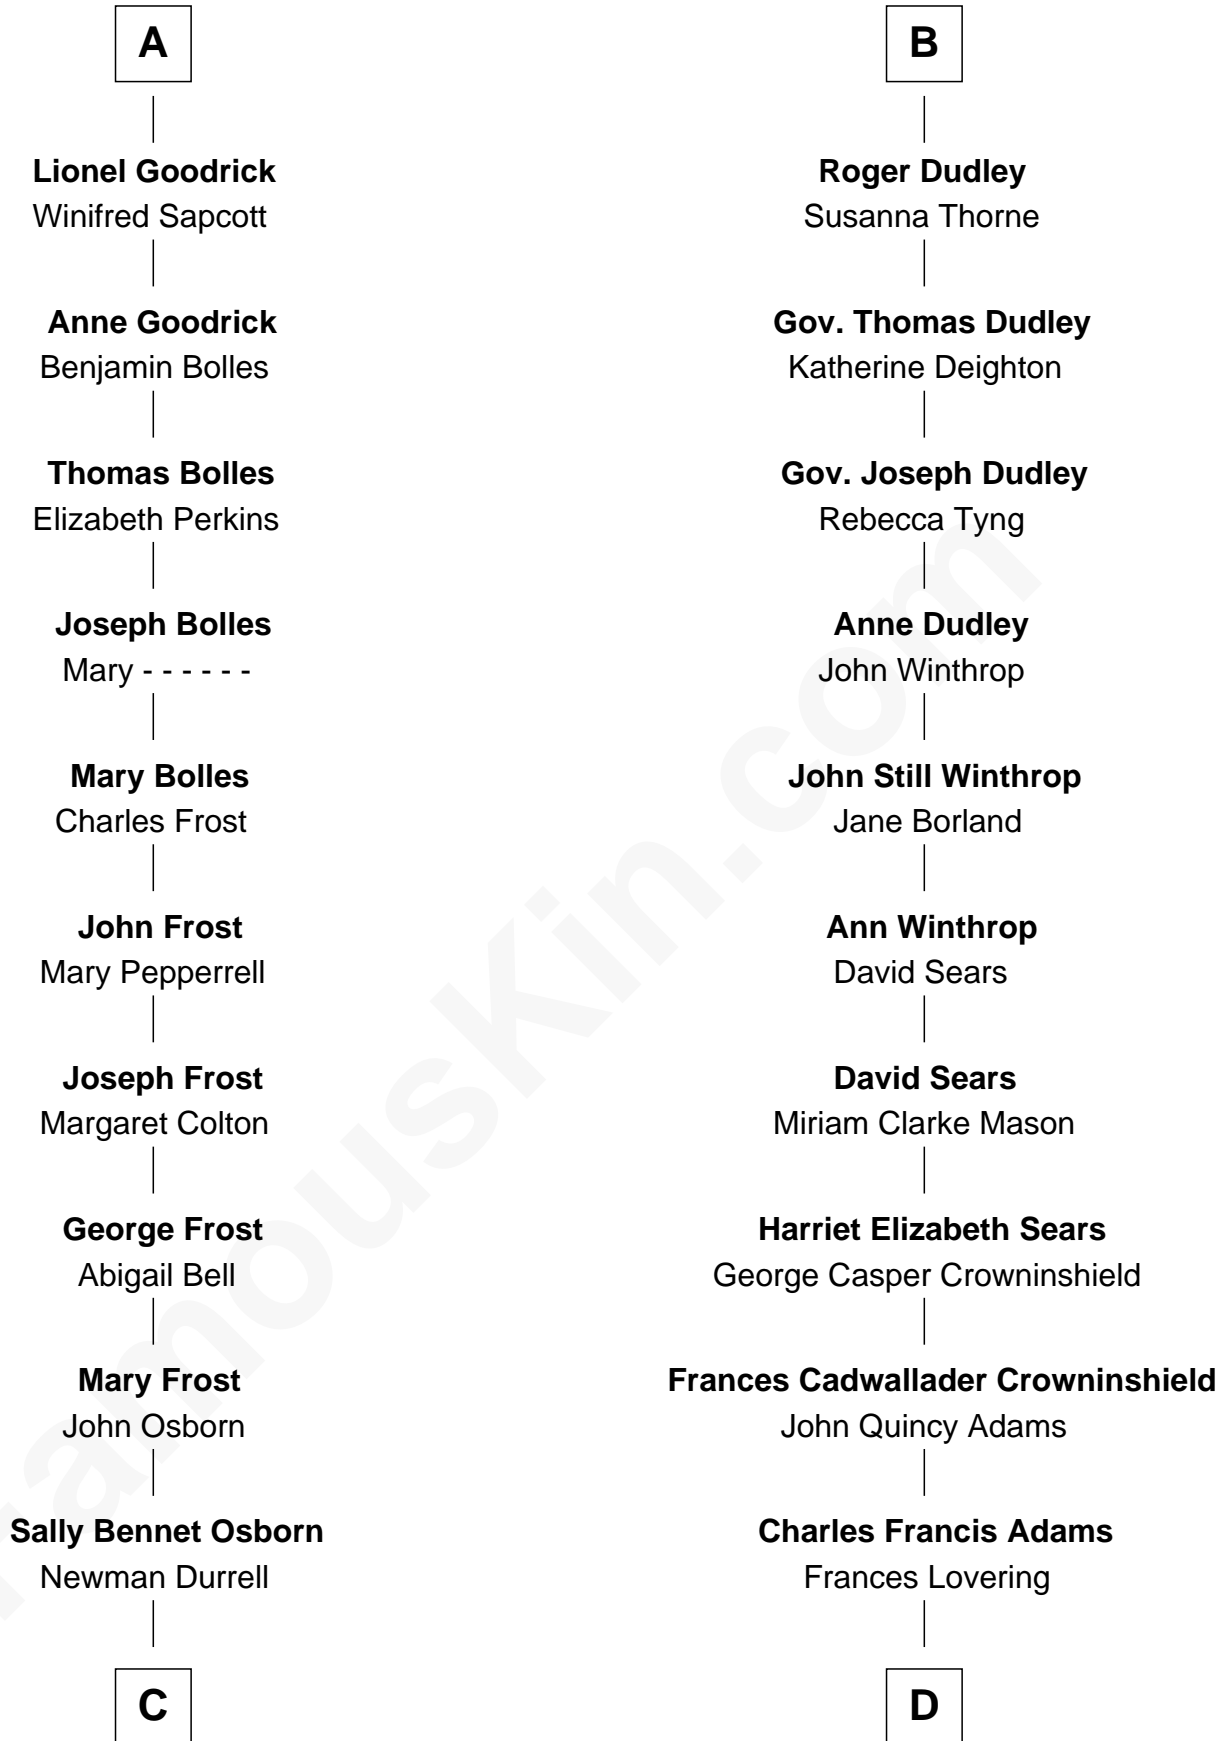 A
Lionel Goodrick
Winifred Sapcott
Anne Goodrick
Benjamin Bolles
Thomas Bolles
Elizabeth Perkins
Joseph Bolles
Mary - - - - - -
Mary Bolles
Charles Frost
John Frost
Mary Pepperrell
Joseph Frost
Margaret Colton
George Frost
Abigail Bell
Mary Frost
John Osborn
Sally Bennet Osborn
Newman Durrell
C
B
Roger Dudley
Susanna Thorne
Gov. Thomas Dudley
Katherine Deighton
Gov. Joseph Dudley
Rebecca Tyng
Anne Dudley
John Winthrop
John Still Winthrop
Jane Borland
Ann Winthrop
David Sears
David Sears
Miriam Clarke Mason
Harriet Elizabeth Sears
George Casper Crowninshield
Frances Cadwallader Crowninshield
John Quincy Adams
Charles Francis Adams
Frances Lovering
D
FamousKin.com